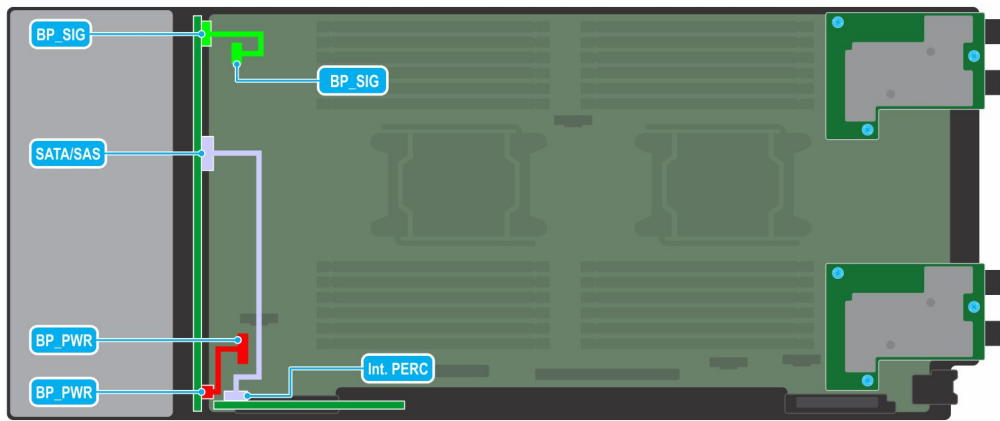 BP_SIG
BP_SIG
SATA/SAS
BP_PWR
Int. PERC
BP_PWR